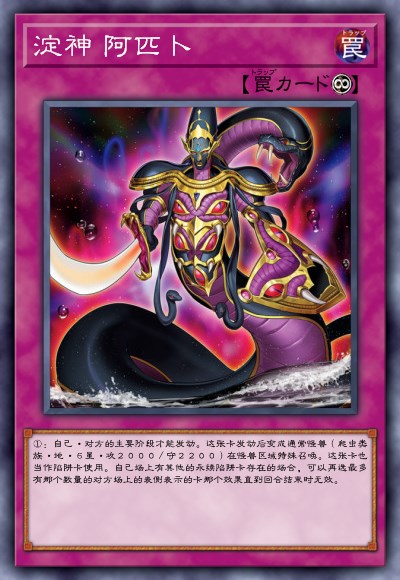 淀神 阿匹卜
罠
トラップ
【罠カード】
トラップ
①：自己·对方的主要阶段才能发动。这张卡发动后变成通常怪兽（爬虫类
族·地·6星·攻2000/守2200）在怪兽区域特殊召唤。这张卡也
当作陷阱卡使用。自己场上有其他的永续陷阱卡存在的场合，可以再选最多
有那个数量的对方场上的表侧表示的卡那个效果直到回合结束时无效。